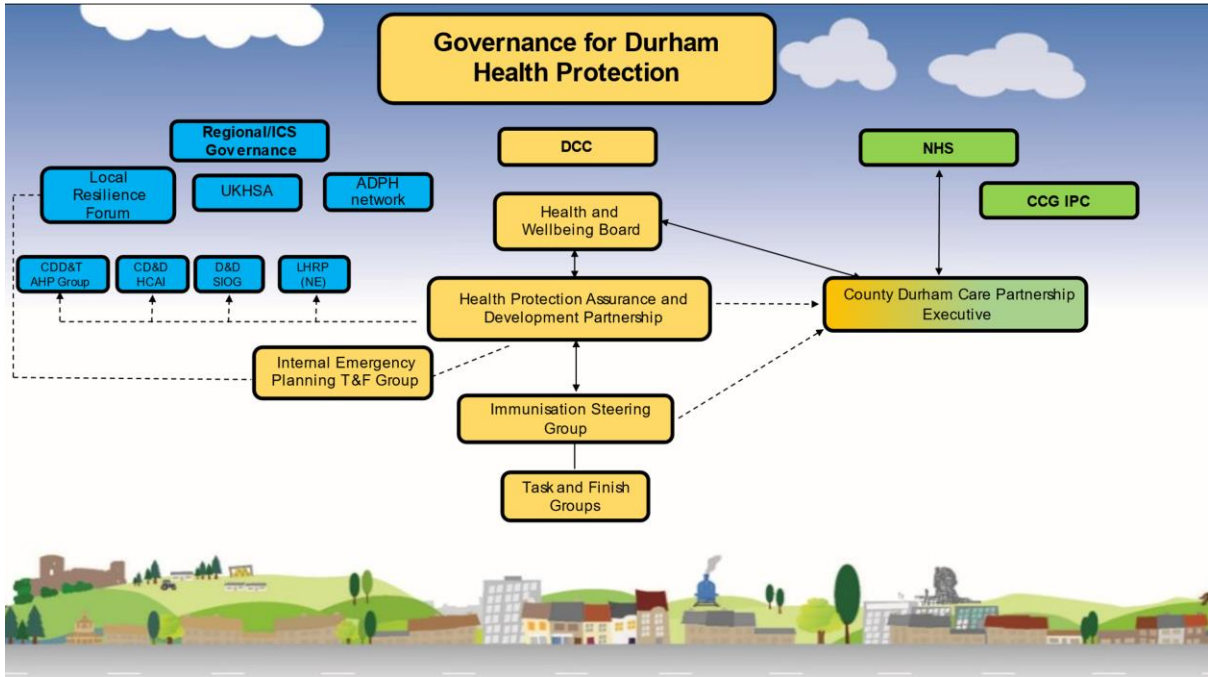 Governance for Durham
Health Protection
Regional/ICS
Governance
DCC
NHS
Local
Resilience
Forum
UKHSA
ADPH
network
CCG IPC
Health and
Wellbeing Board
CDD&T
AHP Group
CD&D
HCAI
D&D
SIOG
LHRP
(NE)
Health Protection Assurance and
Development Partnership
County Durham Care Partnership
Executive
Internal Emergency
Planning T&F Group
Immunisation Steering
Group
Task and Finish
Groups